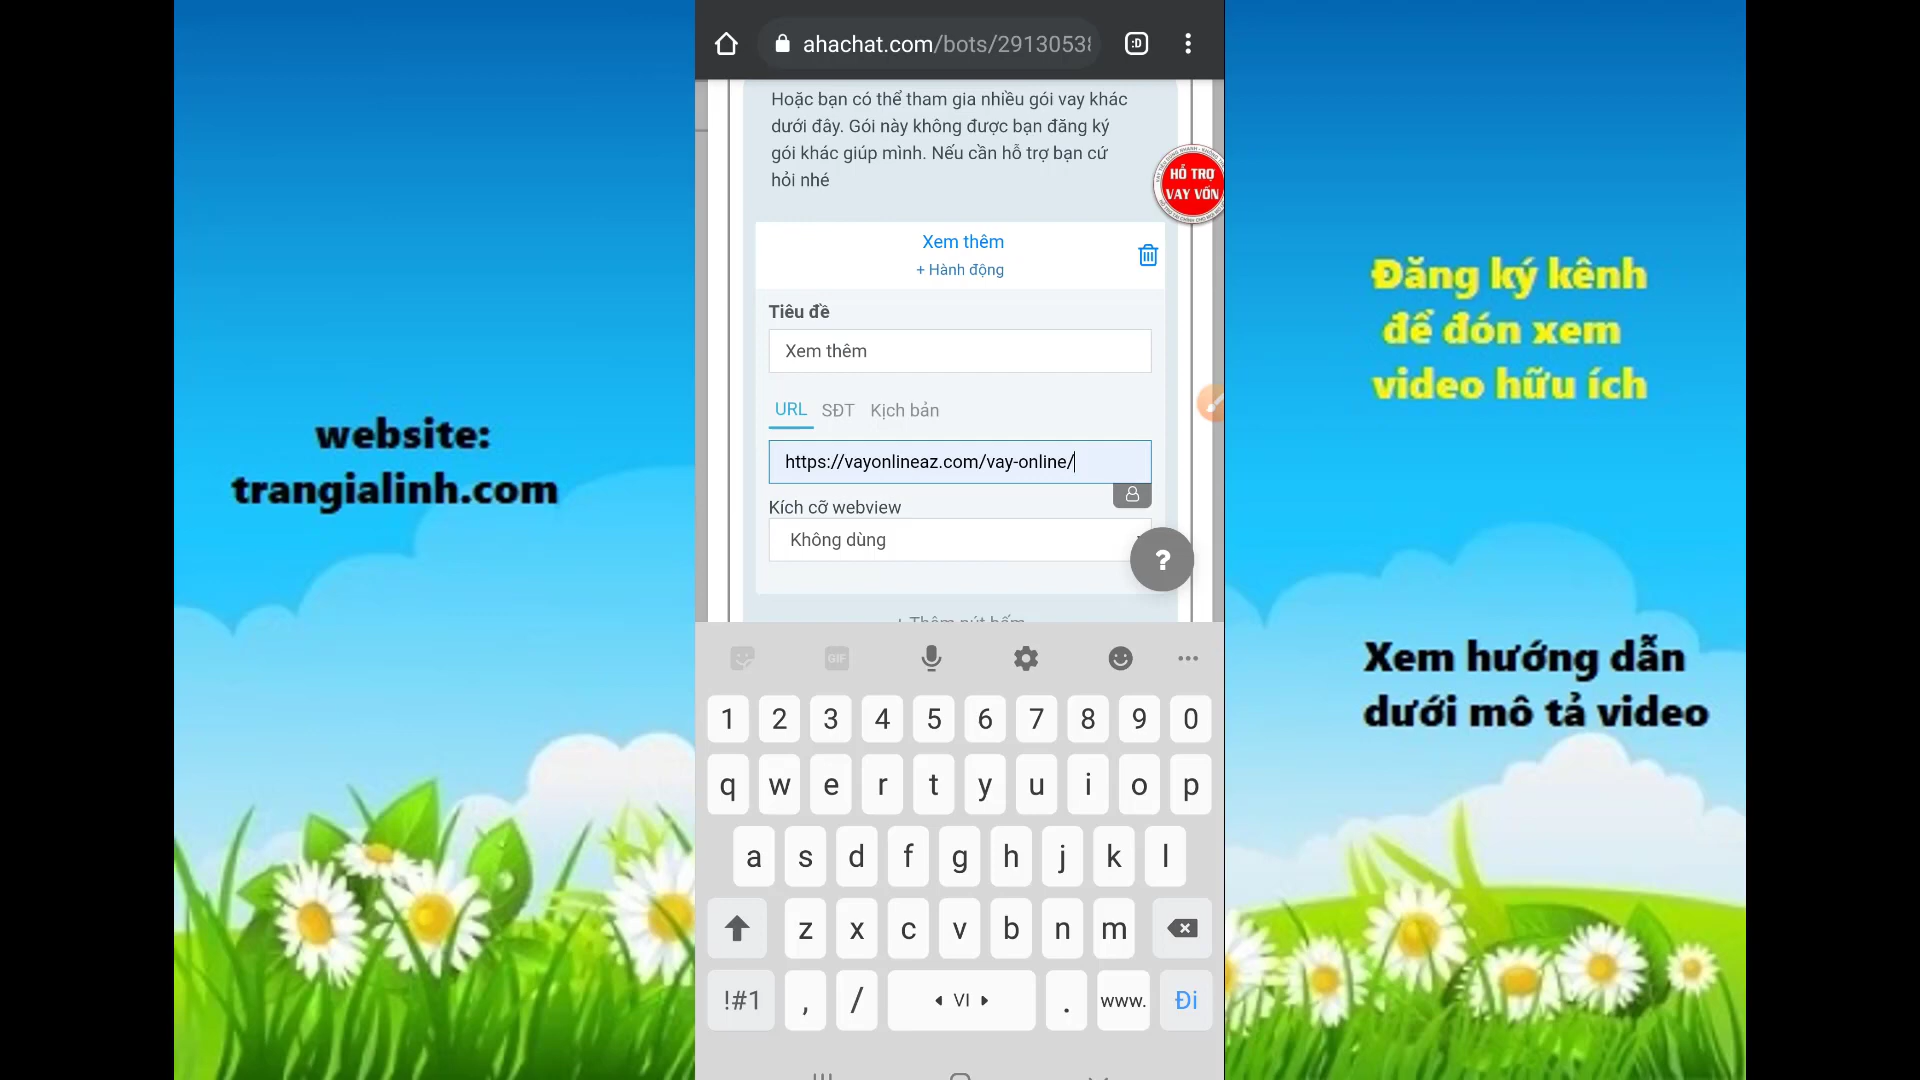 ahachat.com/bots/2913053
:D
Hoặc bạn có thể tham gia nhiều gói vay khác
dưới đây. Gói này không được bạn đăng ký
gói khác giúp mình. Nếu cần hỗ trợ bạn cứ
hỏi nhé
HỖ TRỢ
VAY VỐN
Xem thêm
+ Hành động
Tiêu đề
Xem thêm
URL SĐT Kịch bản
https://vayonlineaz.com/vay-online/
Kích cỡ webview
Không dùng
?
+ Thêm nút bấm
GIF
1 2 3 4 5 6 7 8 9 0
q w e r t y u i o p
a s d f g h j k l
z x c v b n m
!#1 , / VI . www. Đi
website:
trangialinh.com
Đăng ký kênh
để đón xem
video hữu ích
Xem hướng dẫn
dưới mô tả video